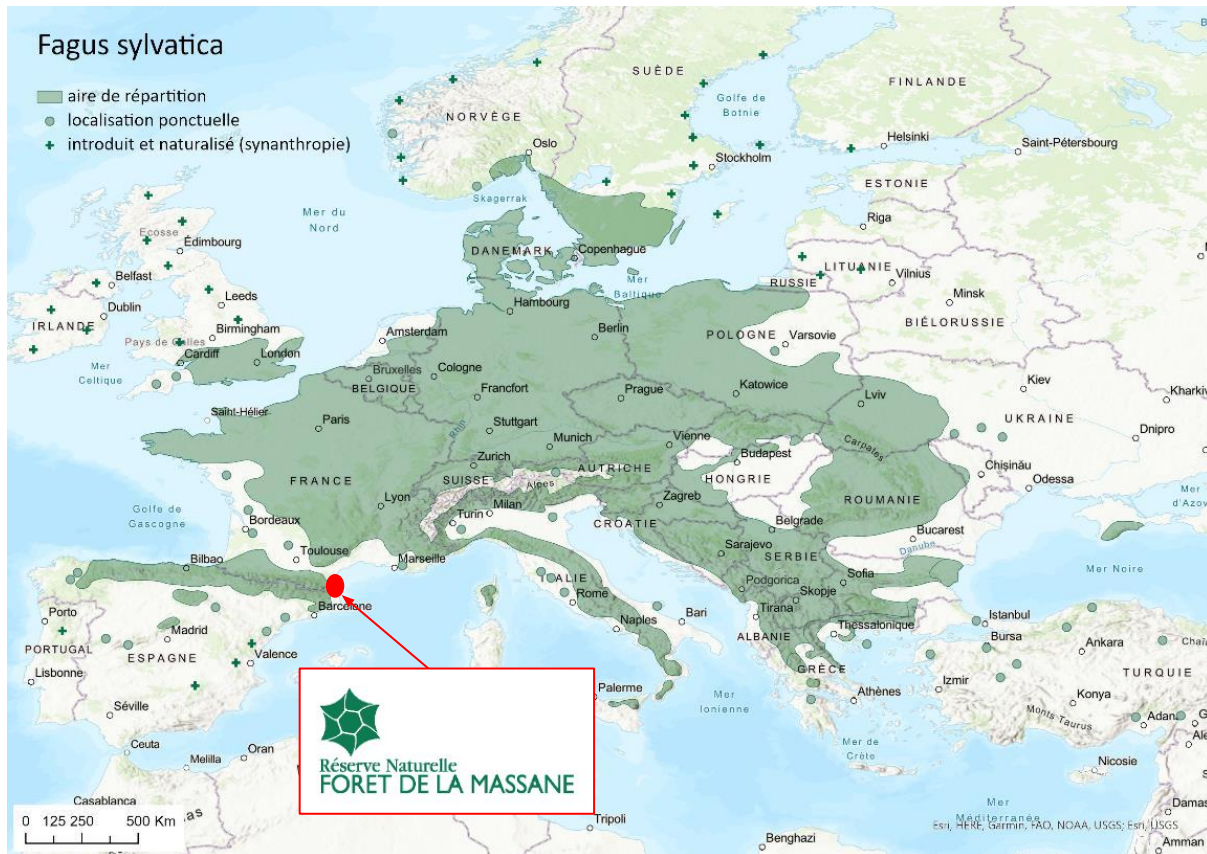 Fagus sylvatica
aire de répartition
localisation ponctuelle
introduit et naturalisé (synanthropie)
SUÈDE
FINLANDE
Golfe de
Botnie
NORVÈGE
Oslo
Helsinki
Saint-Pétersbourg
Stockholm
ESTONIE
Skagerrak
Mer du
Nord
Ecosse
Édimbourg
Riga
DANEMARK
Copenhague
Belfast
LITUANIE
Vilnius
Mer
Baltique
RUSSIE
Dublin
Leeds
Hambourg
Minsk
IRLANDE
Birmingham
BIÉLORUSSIE
Amsterdam
Berlin
POLOGNE
Varsovie
Pays de Galles
Cardiff
London
Mer
Celtique
Bruxelles
BELGIQUE
Cologne
Francfort
Prague
Katowice
Lviv
Kiev
Kharkiv
Saint-Hélier
Paris
Rhin
Stuttgart
UKRAINE
Dnipro
Munich
Vienne
Carpates
Zurich
Budapest
AUTRICHE
HONGRIE
Chișinău
Odessa
FRANCE
SUISSE
Alpes
Lyon
Milan
Turin
Zagreb
ROUMANIE
Mer
d'Azov
Golfe de
Gascogne
Bordeaux
CROATIE
Belgrade
Bucarest
Danube
Toulouse
Marseille
Sarajevo
SERBIE
Bilbao
Mer Noire
ITALIE
Podgorica
Sofia
Skopje
Rome
Barcelone
Porto
Bari
Tirana
Istanbul
Naples
Thessalonique
Bursa
Ankara
Madrid
ALBANIE
PORTUGAL
ESPAGNE
Valence
GRÈCE
TURQUIE
Lisbonne
Palerme
Mer
Ionienne
Athènes
Izmir
Konya
Séville
Monts Taurus
Ceuta
Oran
Mer de
Crète
Melilla
Nicosie
Réserve Naturelle
FORET DE LA MASSANE
Casablanca
Mer
Méditerranée
Damas
0 125 250 500 Km
Tripoli
Esri, HERE, Garmin, FAO, NOAA, USGS; Esri, USGS
Benghazi
Amman